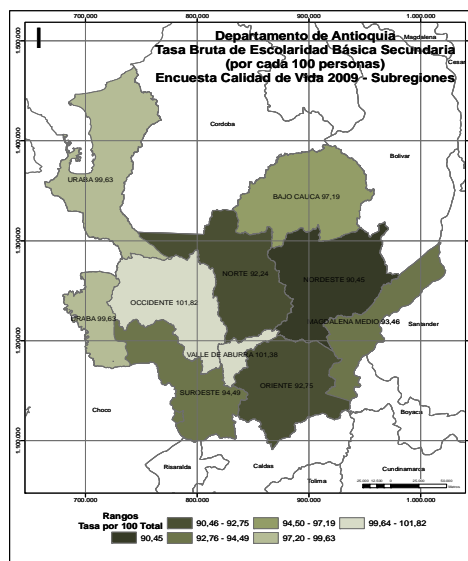 700.000 800.000 900.000 1.000.000
Departamento de Antioquia
Tasa Bruta de Escolaridad Básica Secundaria
(por cada 100 personas)
Encuesta Calidad de Vida 2009 - Subregiones
Magdalena
Cesar
1.500.000
Cordoba
1.400.000
Bolivar
URABA 99,63
BAJO CAUCA 97,19
1.300.000
NORTE 92,24
NORDESTE 90,45
OCCIDENTE 101,82
URABA 99,63
MAGDALENA MEDIO 93,46
Santander
1.200.000
VALLE DE ABURRA 101,38
ORIENTE 92,75
SUROESTE 94,49
Choco
Boyaca
1.100.000
Risaralda
Caldas
Cundinamarca
Tolima
700.000 800.000 900.000 1.000.000
Rangos
Tasa por 100 Total
90,45
90,46 - 92,75
92,76 - 94,49
94,50 - 97,19
97,20 - 99,63
99,64 - 101,82